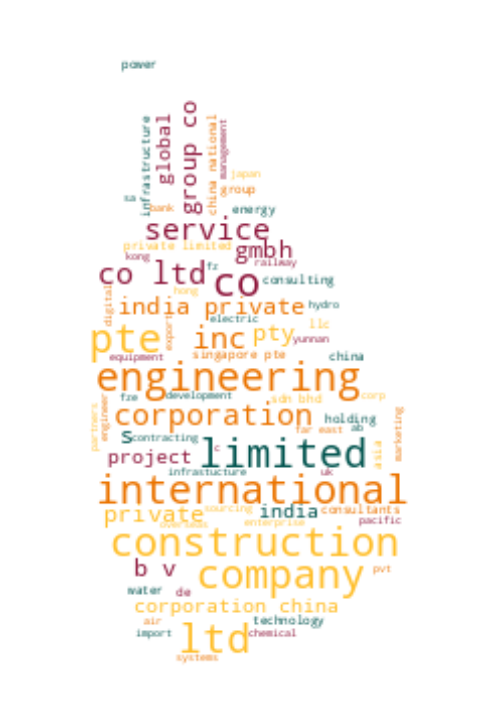 power
infrastructure
global
group co
china national
management
japan
group
sa
bank
energy
service
private limited
gmbh
kong
railway
fz
co ltd
co
consulting
digital
hong
india private
hydro
export
electric
pte
inc
pty
llc
yunnan
equipment
singapore pte
china
engineering
fze
development
sdn bhd
corp
partners
engineer
corporation
holding
marketing
far east
ab
s
contracting
project
c
limited
asia
infrastucture
uk
international
private
sourcing
india
consultants
overseas
enterprise
pacific
construction
b v
company
pvt
water
de
corporation china
air
technology
import
ltd
chemical
systems